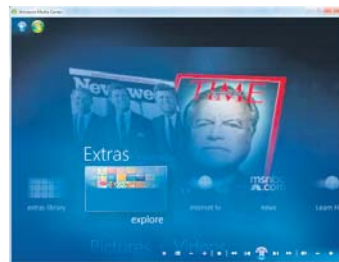 Windows Media Center
Newsweek
TIME
Extras
msnbc
.com
extras library
internet tv
news
Learn H
explore
Pictures + Videos